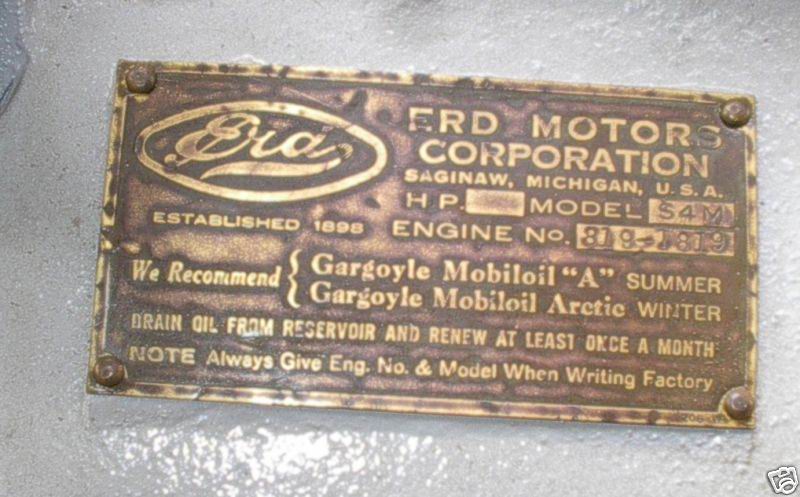 Erd
ERD MOTORS
CORPORATION
SAGINAW, MICHIGAN, U.S.A.
H.P. MODEL S4M
ESTABLISHED 1898
ENGINE No. 819-1819
We Recommend { Gargoyle Mobiloil "A" SUMMER
Gargoyle Mobiloil Arctic WINTER
DRAIN OIL FROM RESERVOIR AND RENEW AT LEAST ONCE A MONTH
NOTE Always Give Eng. No. & Model When Writing Factory